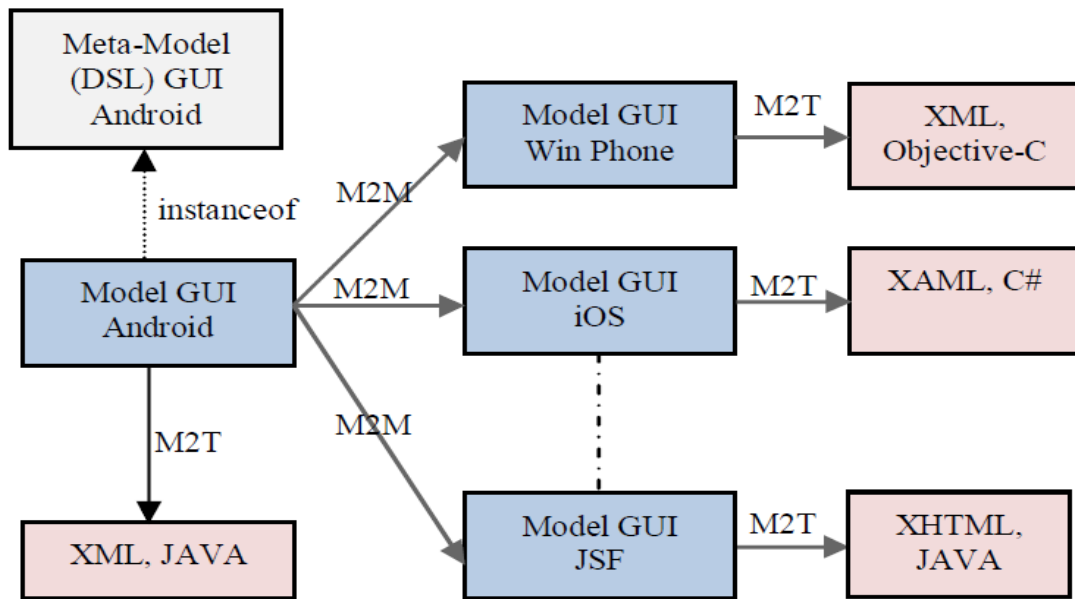 Meta-Model
(DSL) GUI
Android
instanceof
Model GUI
Android
M2T
XML, JAVA
M2M
Model GUI
Win Phone
M2T
XML,
Objective-C
M2M
Model GUI
iOS
M2T
XAML, C#
M2M
Model GUI
JSF
M2T
XHTML,
JAVA